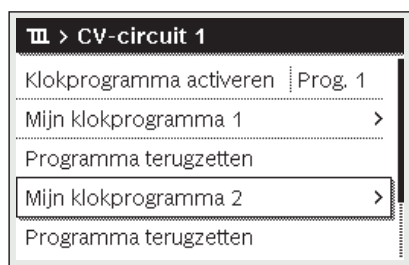 > CV-circuit 1
Klokprogramma activeren Prog. 1
Mijn klokprogramma 1 >
Programma terugzetten
Mijn klokprogramma 2 >
Programma terugzetten